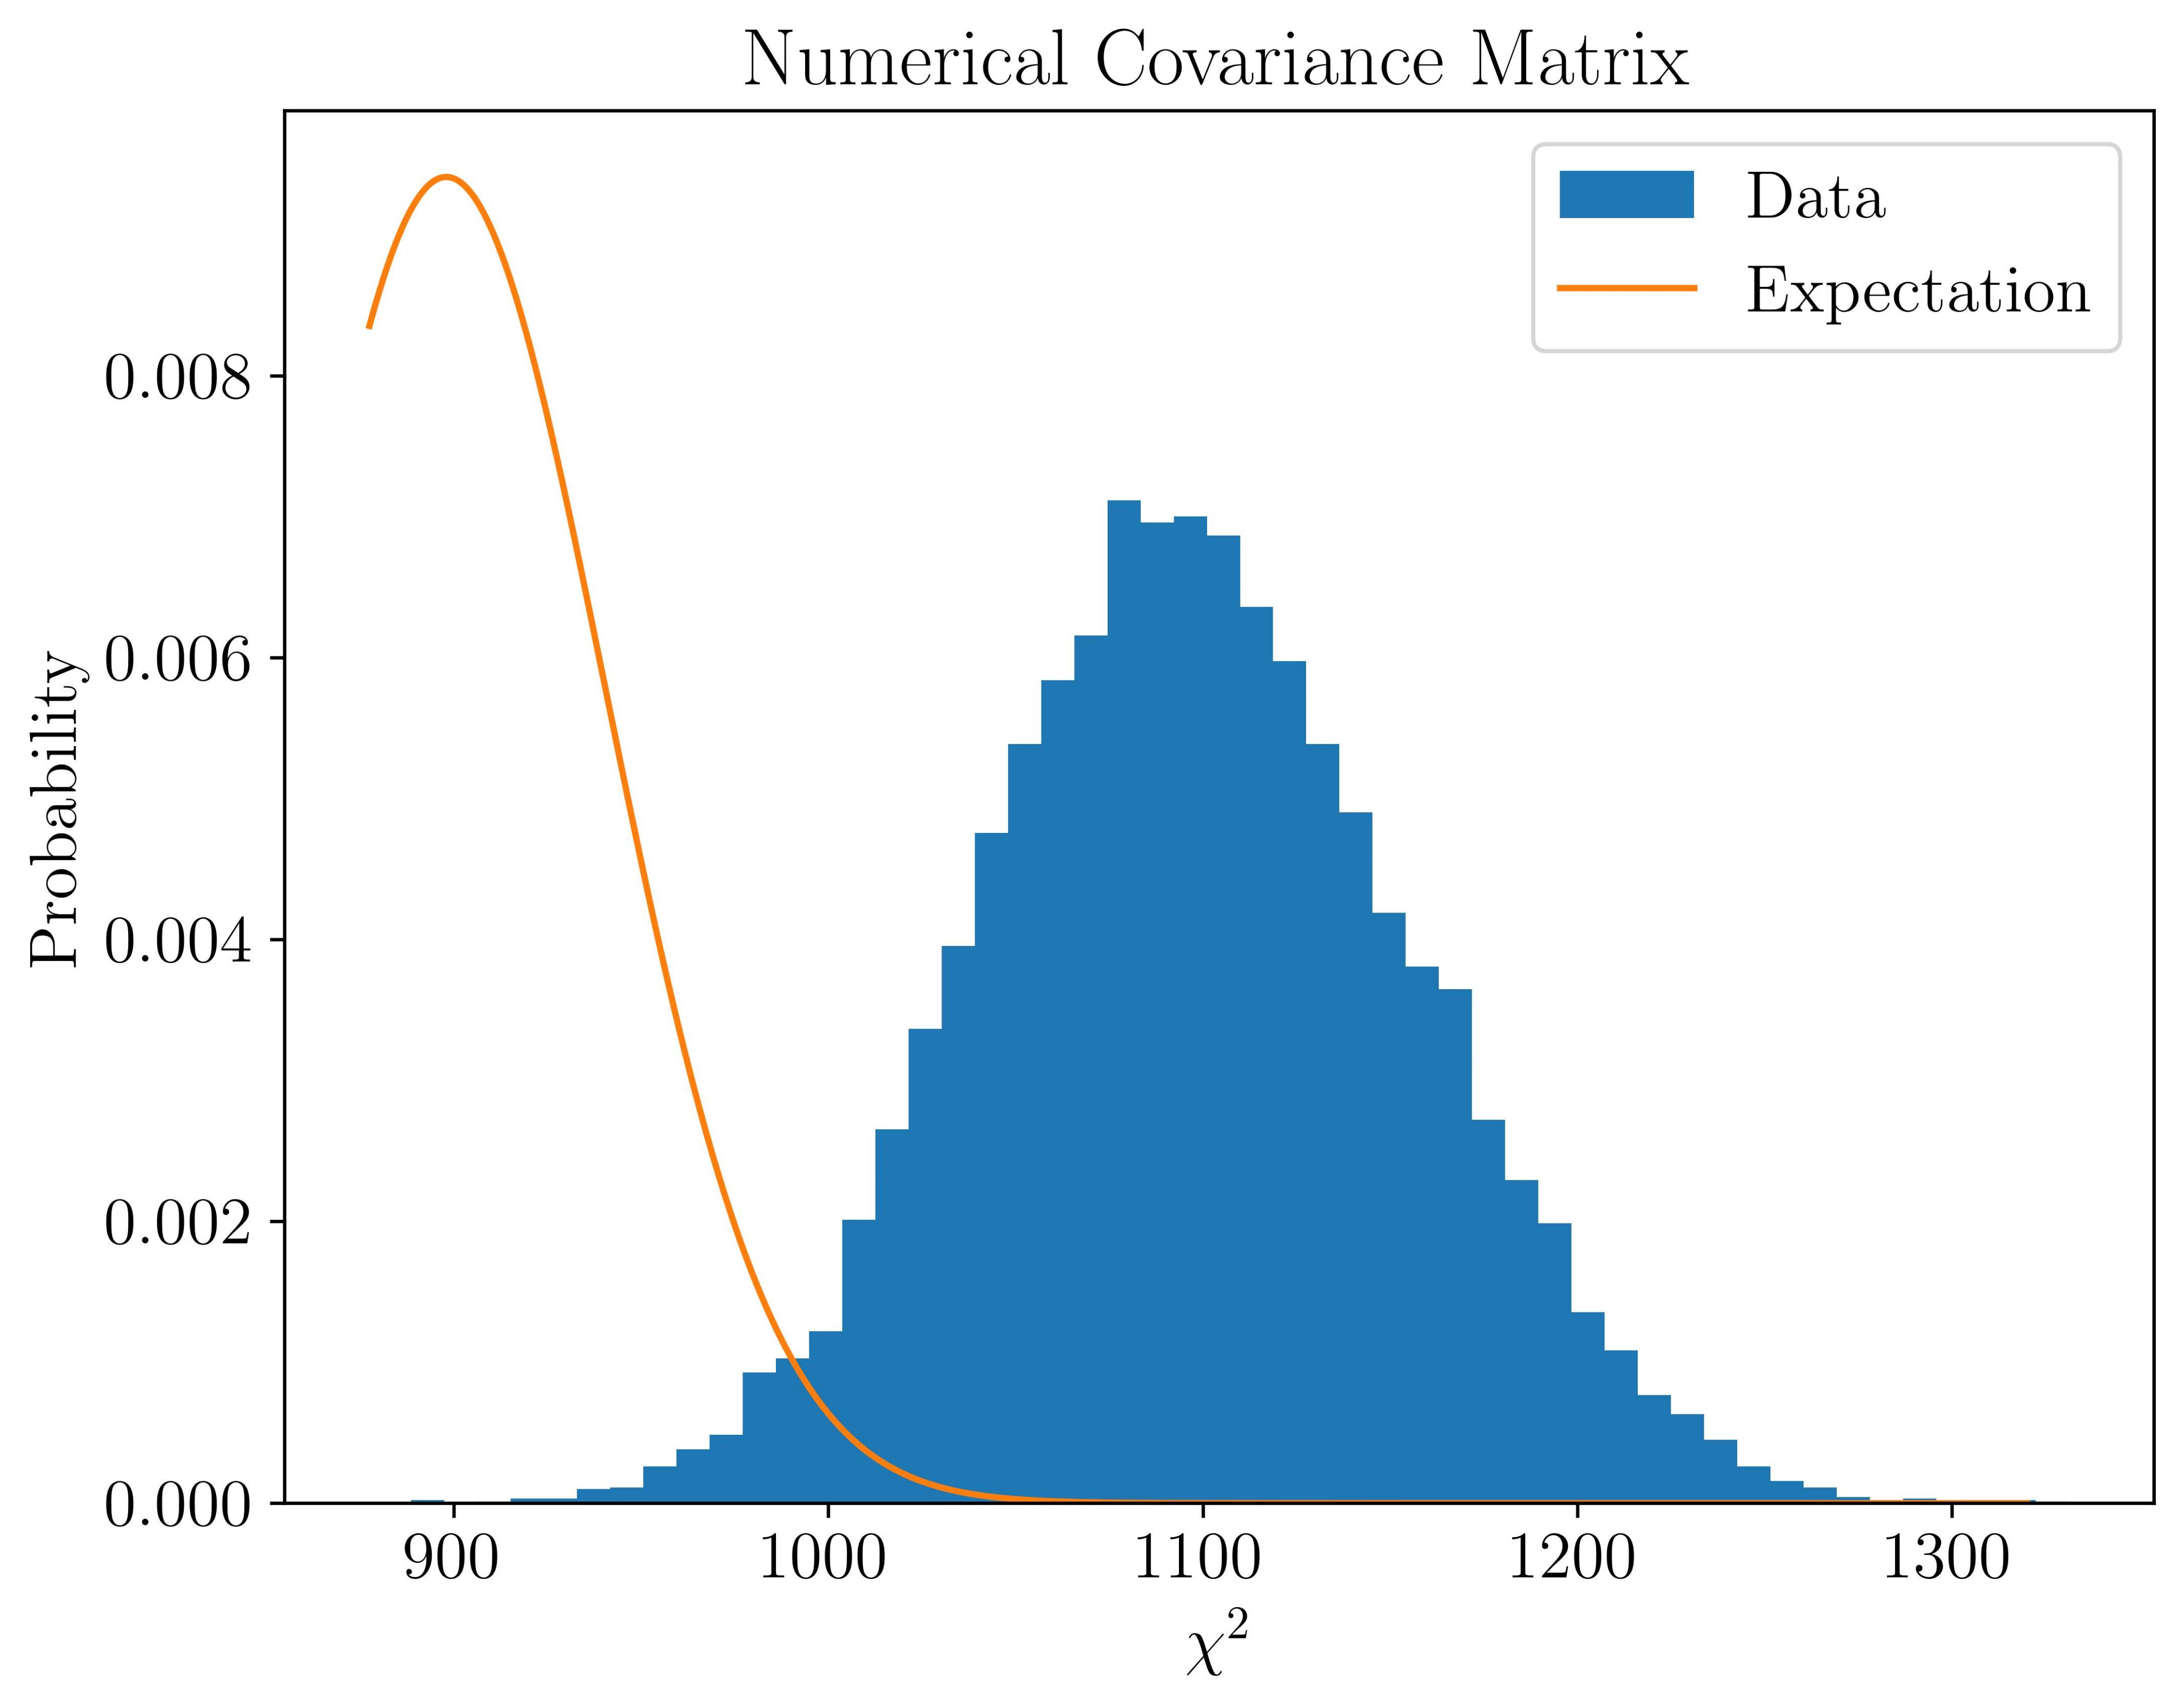 Numerical Covariance Matrix
Data
Expectation
Probability
0.008
0.006
0.004
0.002
0.000
900 1000 1100 1200 1300
χ²